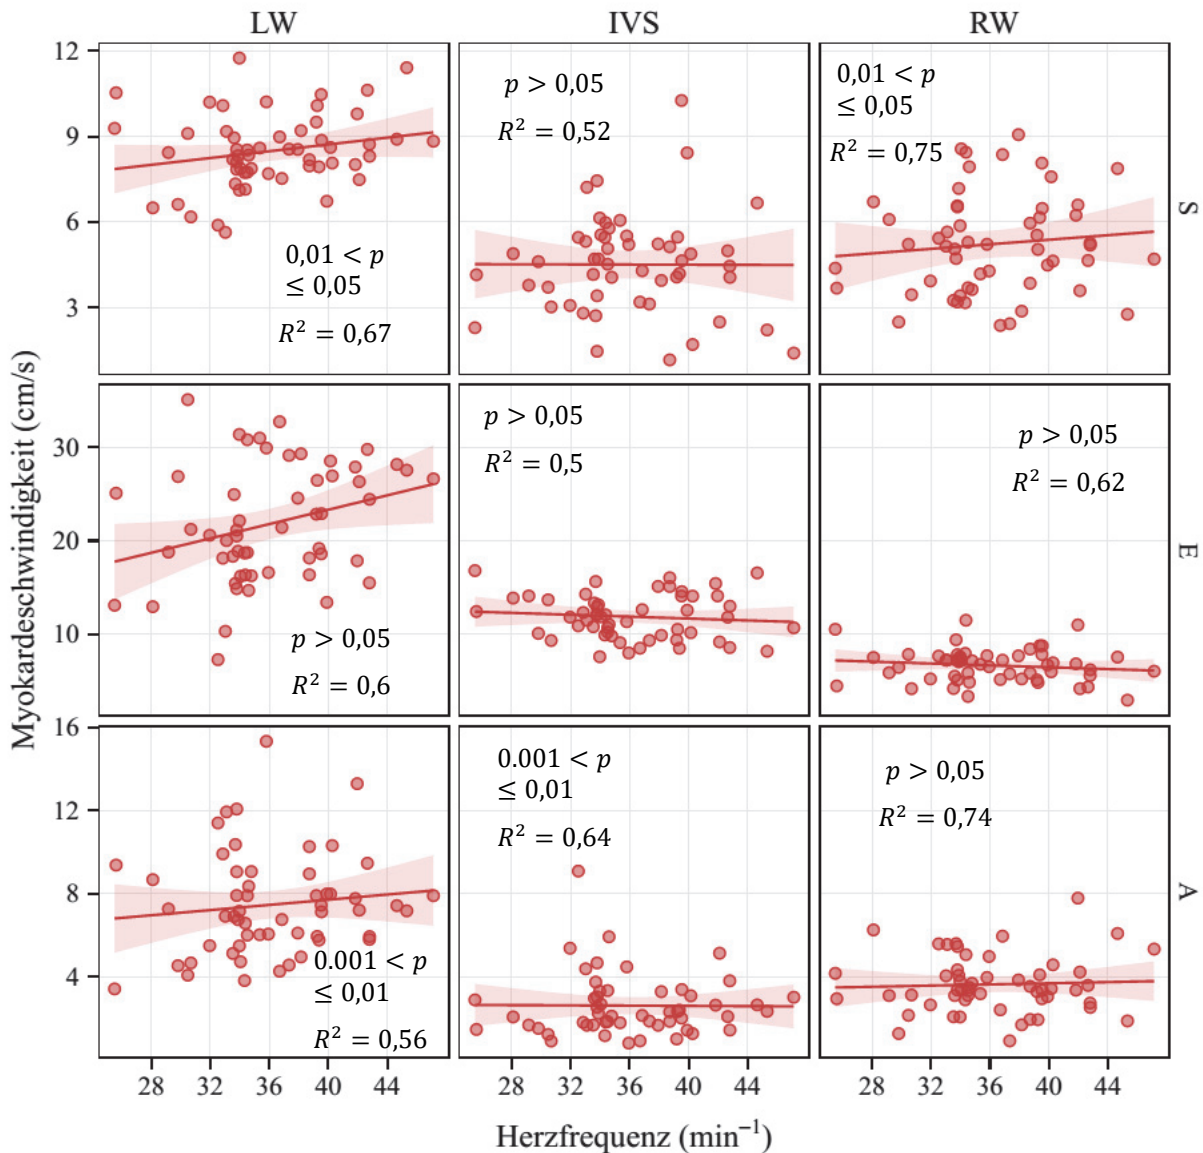 LW IVS RW
Myokardeschwindigkeit (cm/s)
12
9
6
3
0,01 < p
≤ 0,05
R² = 0,67
p > 0,05
R² = 0,52
0,01 < p
≤ 0,05
R² = 0,75
S
30
20
10
p > 0,05
R² = 0,6
p > 0,05
R² = 0,5
p > 0,05
R² = 0,62
E
16
12
8
4
0.001 < p
≤ 0,01
R² = 0,56
0.001 < p
≤ 0,01
R² = 0,64
p > 0,05
R² = 0,74
A
28 32 36 40 44 28 32 36 40 44 28 32 36 40 44
Herzfrequenz (min⁻¹)